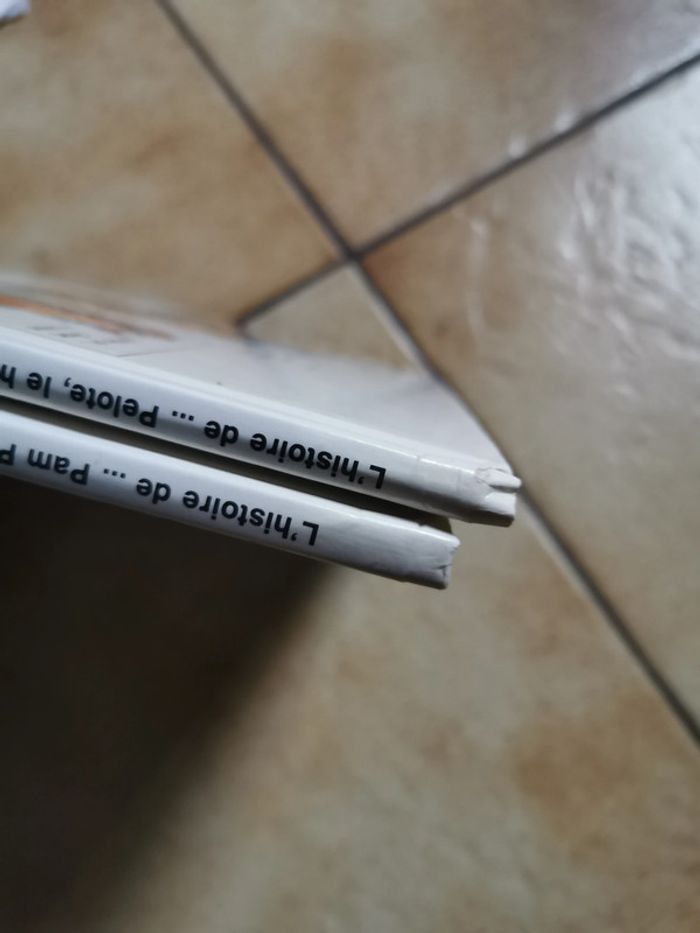 L'histoire de ... Pelote, le h
L'histoire de ... Pam P